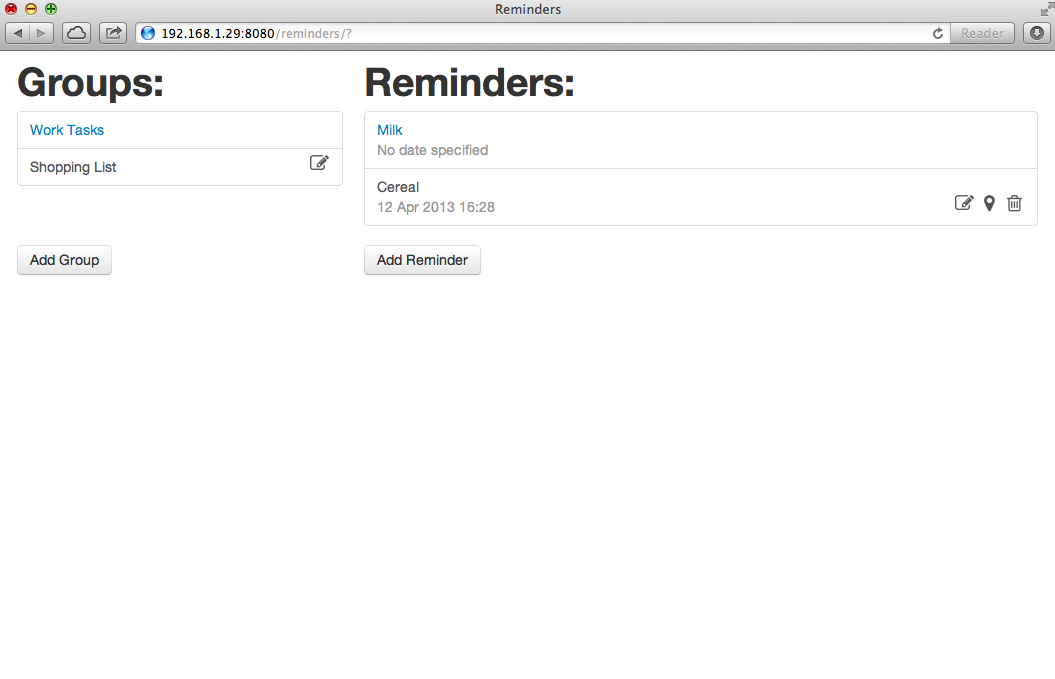 Reminders
192.168.1.29:8080/reminders/?
Reader
Groups:
Work Tasks
Shopping List
Add Group
Reminders:
Milk
No date specified
Cereal
12 Apr 2013 16:28
Add Reminder